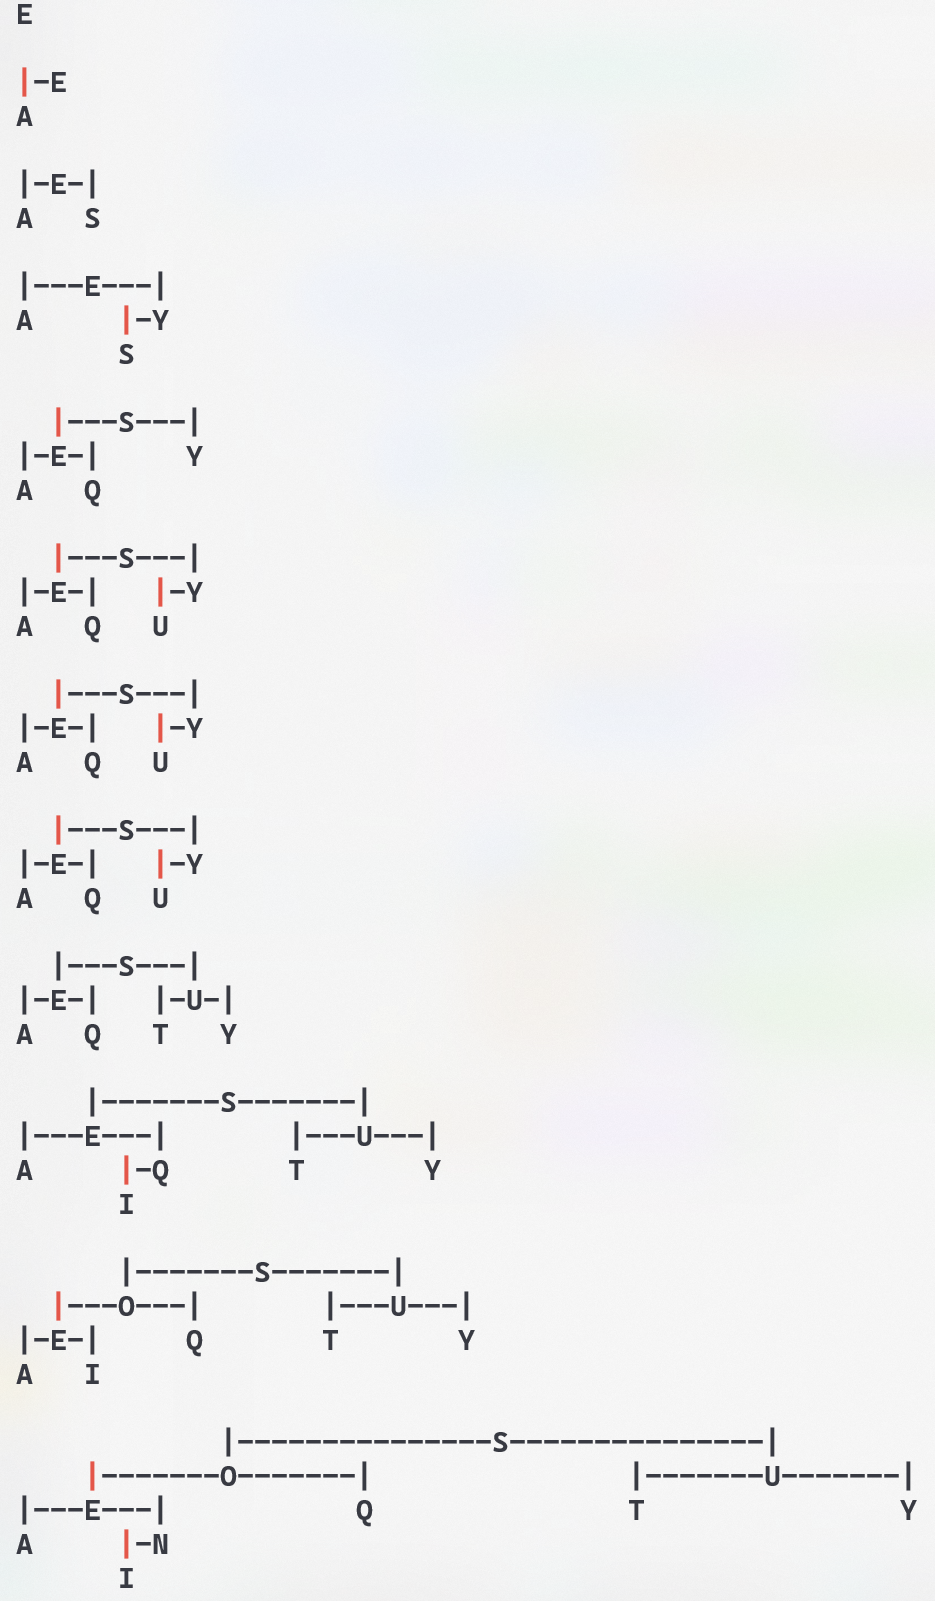 E
|-E
A
|-E-|
A   S
|---E---|
A     |-Y
      S
  |---S---|
|-E-|     Y
A   Q
  |---S---|
|-E-|   |-Y
A   Q   U
  |---S---|
|-E-|   |-Y
A   Q   U
  |---S---|
|-E-|   |-Y
A   Q   U
  |---S---|
|-E-|   |-U-|
A   Q   T   Y
    |-------S-------|
|---E---|       |---U---|
A     |-Q       T       Y
      I
      |-------S-------|
  |---O---|       |---U---|
|-E-|     Q       T       Y
A   I
            |---------------S---------------|
    |-------O-------|               |-------U-------|
|---E---|           Q               T               Y
A     |-N
      I